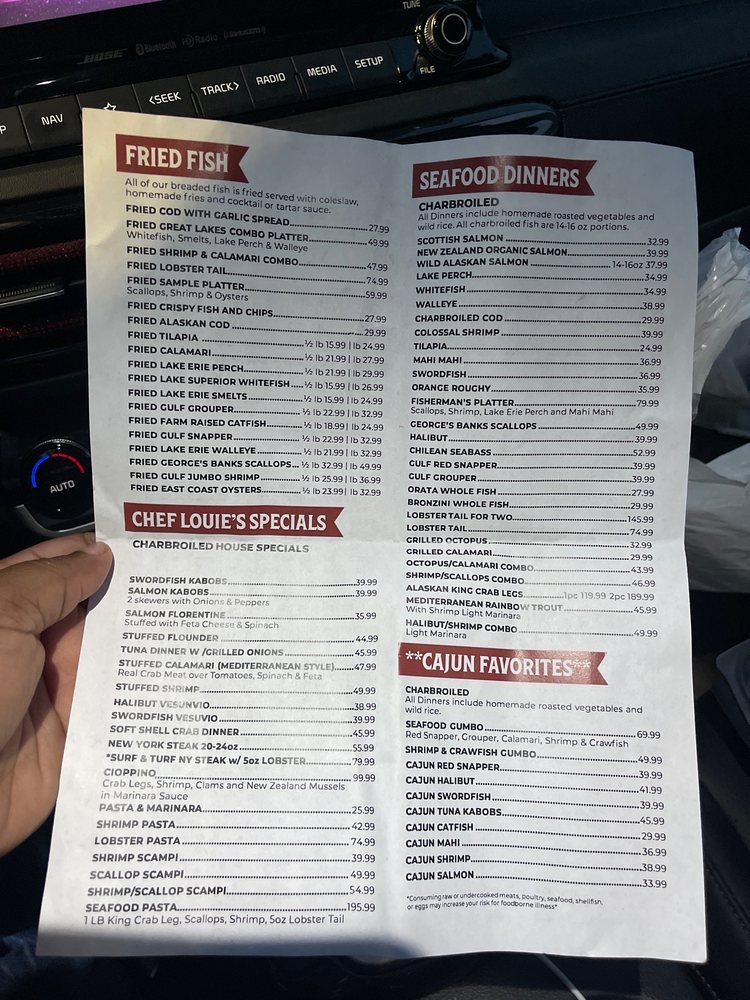 TUNE
BOSE
Bluetooth
HD Radio
SiriusXM
FILE
NAV
<SEEK
TRACK>
RADIO
MEDIA
SETUP
AUTO
FRIED FISH
All of our breaded fish is fried served with coleslaw,
homemade fries and cocktail or tartar sauce.
FRIED COD WITH GARLIC SPREAD 27.99
FRIED GREAT LAKES COMBO PLATTER 49.99
Whitefish, Smelts, Lake Perch & Walleye
FRIED SHRIMP & CALAMARI COMBO 47.99
FRIED LOBSTER TAIL 74.99
FRIED SAMPLE PLATTER 59.99
Scallops, Shrimp & Oysters
FRIED CRISPY FISH AND CHIPS 27.99
FRIED ALASKAN COD 29.99
FRIED TILAPIA ½ lb 15.99 | lb 24.99
FRIED CALAMARI ½ lb 21.99 | lb 27.99
FRIED LAKE ERIE PERCH ½ lb 21.99 | lb 29.99
FRIED LAKE SUPERIOR WHITEFISH ½ lb 15.99 | lb 26.99
FRIED LAKE ERIE SMELTS ½ lb 15.99 | lb 24.99
FRIED GULF GROUPER ½ lb 22.99 | lb 32.99
FRIED FARM RAISED CATFISH ½ lb 18.99 | lb 24.99
FRIED GULF SNAPPER ½ lb 22.99 | lb 32.99
FRIED LAKE ERIE WALLEYE ½ lb 21.99 | lb 32.99
FRIED GEORGE'S BANKS SCALLOPS ½ lb 32.99 | lb 49.99
FRIED GULF JUMBO SHRIMP ½ lb 25.99 | lb 36.99
FRIED EAST COAST OYSTERS ½ lb 23.99 | lb 32.99
CHEF LOUIE'S SPECIALS
CHARBROILED HOUSE SPECIALS
SWORDFISH KABOBS 39.99
SALMON KABOBS 39.99
2 skewers with Onions & Peppers
SALMON FLORENTINE 35.99
Stuffed with Feta Cheese & Spinach
STUFFED FLOUNDER 44.99
TUNA DINNER W /GRILLED ONIONS 45.99
STUFFED CALAMARI (MEDITERRANEAN STYLE) 47.99
Real Crab Meat over Tomatoes, Spinach & Feta
STUFFED SHRIMP 49.99
HALIBUT VESUNVIO 38.99
SWORDFISH VESUVIO 39.99
SOFT SHELL CRAB DINNER 45.99
NEW YORK STEAK 20-24oz 55.99
*SURF & TURF NY STEAK w/ 5oz LOBSTER 79.99
CIOPPINO 99.99
Crab Legs, Shrimp, Clams and New Zealand Mussels
in Marinara Sauce
PASTA & MARINARA 25.99
SHRIMP PASTA 42.99
LOBSTER PASTA 74.99
SHRIMP SCAMPI 39.99
SCALLOP SCAMPI 49.99
SHRIMP/SCALLOP SCAMPI 54.99
SEAFOOD PASTA 195.99
1 LB King Crab Leg, Scallops, Shrimp, 5oz Lobster Tail
SEAFOOD DINNERS
CHARBROILED
All Dinners include homemade roasted vegetables and
wild rice. All charbroiled fish are 14-16 oz portions.
SCOTTISH SALMON 32.99
NEW ZEALAND ORGANIC SALMON 39.99
WILD ALASKAN SALMON 14-16oz 37.99
LAKE PERCH 34.99
WHITEFISH 34.99
WALLEYE 38.99
CHARBROILED COD 29.99
COLOSSAL SHRIMP 39.99
TILAPIA 24.99
MAHI MAHI 36.99
SWORDFISH 36.99
ORANGE ROUGHY 35.99
FISHERMAN'S PLATTER 79.99
Scallops, Shrimp, Lake Erie Perch and Mahi Mahi
GEORGE'S BANKS SCALLOPS 49.99
HALIBUT 39.99
CHILEAN SEABASS 52.99
GULF RED SNAPPER 39.99
GULF GROUPER 39.99
ORATA WHOLE FISH 27.99
BRONZINI WHOLE FISH 29.99
LOBSTER TAIL FOR TWO 145.99
LOBSTER TAIL 74.99
GRILLED OCTOPUS 32.99
GRILLED CALAMARI 29.99
OCTOPUS/CALAMARI COMBO 43.99
SHRIMP/SCALLOPS COMBO 46.99
ALASKAN KING CRAB LEGS 1pc 119.99 2pc 189.99
MEDITERRANEAN RAINBOW TROUT 45.99
With Shrimp Light Marinara
HALIBUT/SHRIMP COMBO 49.99
Light Marinara
**CAJUN FAVORITES**
CHARBROILED
All Dinners include homemade roasted vegetables and
wild rice.
SEAFOOD GUMBO 69.99
Red Snapper, Grouper, Calamari, Shrimp & Crawfish
SHRIMP & CRAWFISH GUMBO 49.99
CAJUN RED SNAPPER 39.99
CAJUN HALIBUT 41.99
CAJUN SWORDFISH 39.99
CAJUN TUNA KABOBS 45.99
CAJUN CATFISH 29.99
CAJUN MAHI 36.99
CAJUN SHRIMP 38.99
CAJUN SALMON 33.99
*Consuming raw or undercooked meats, poultry, seafood, shellfish,
or eggs may increase your risk for foodborne illness*